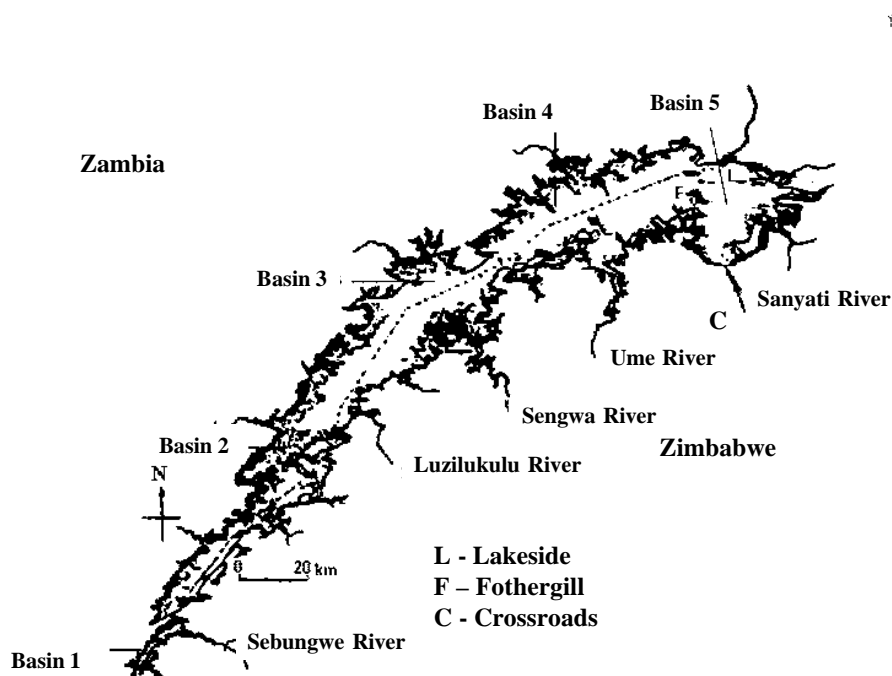 Basin 5
Basin 4
Zambia
L
F
Basin 3
Sanyati River
C
Ume River
Sengwa River
Basin 2
Zimbabwe
Luzilukulu River
N
L - Lakeside
0 20 km
F – Fothergill
C - Crossroads
Sebungwe River
Basin 1